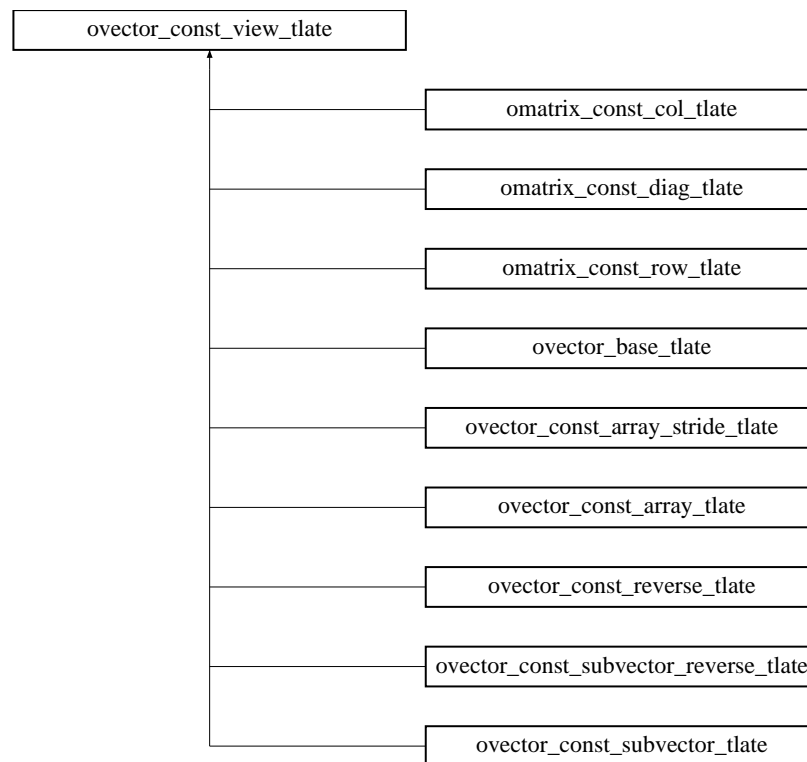 ovector_const_view_tlate
omatrix_const_col_tlate
omatrix_const_diag_tlate
omatrix_const_row_tlate
ovector_base_tlate
ovector_const_array_stride_tlate
ovector_const_array_tlate
ovector_const_reverse_tlate
ovector_const_subvector_reverse_tlate
ovector_const_subvector_tlate